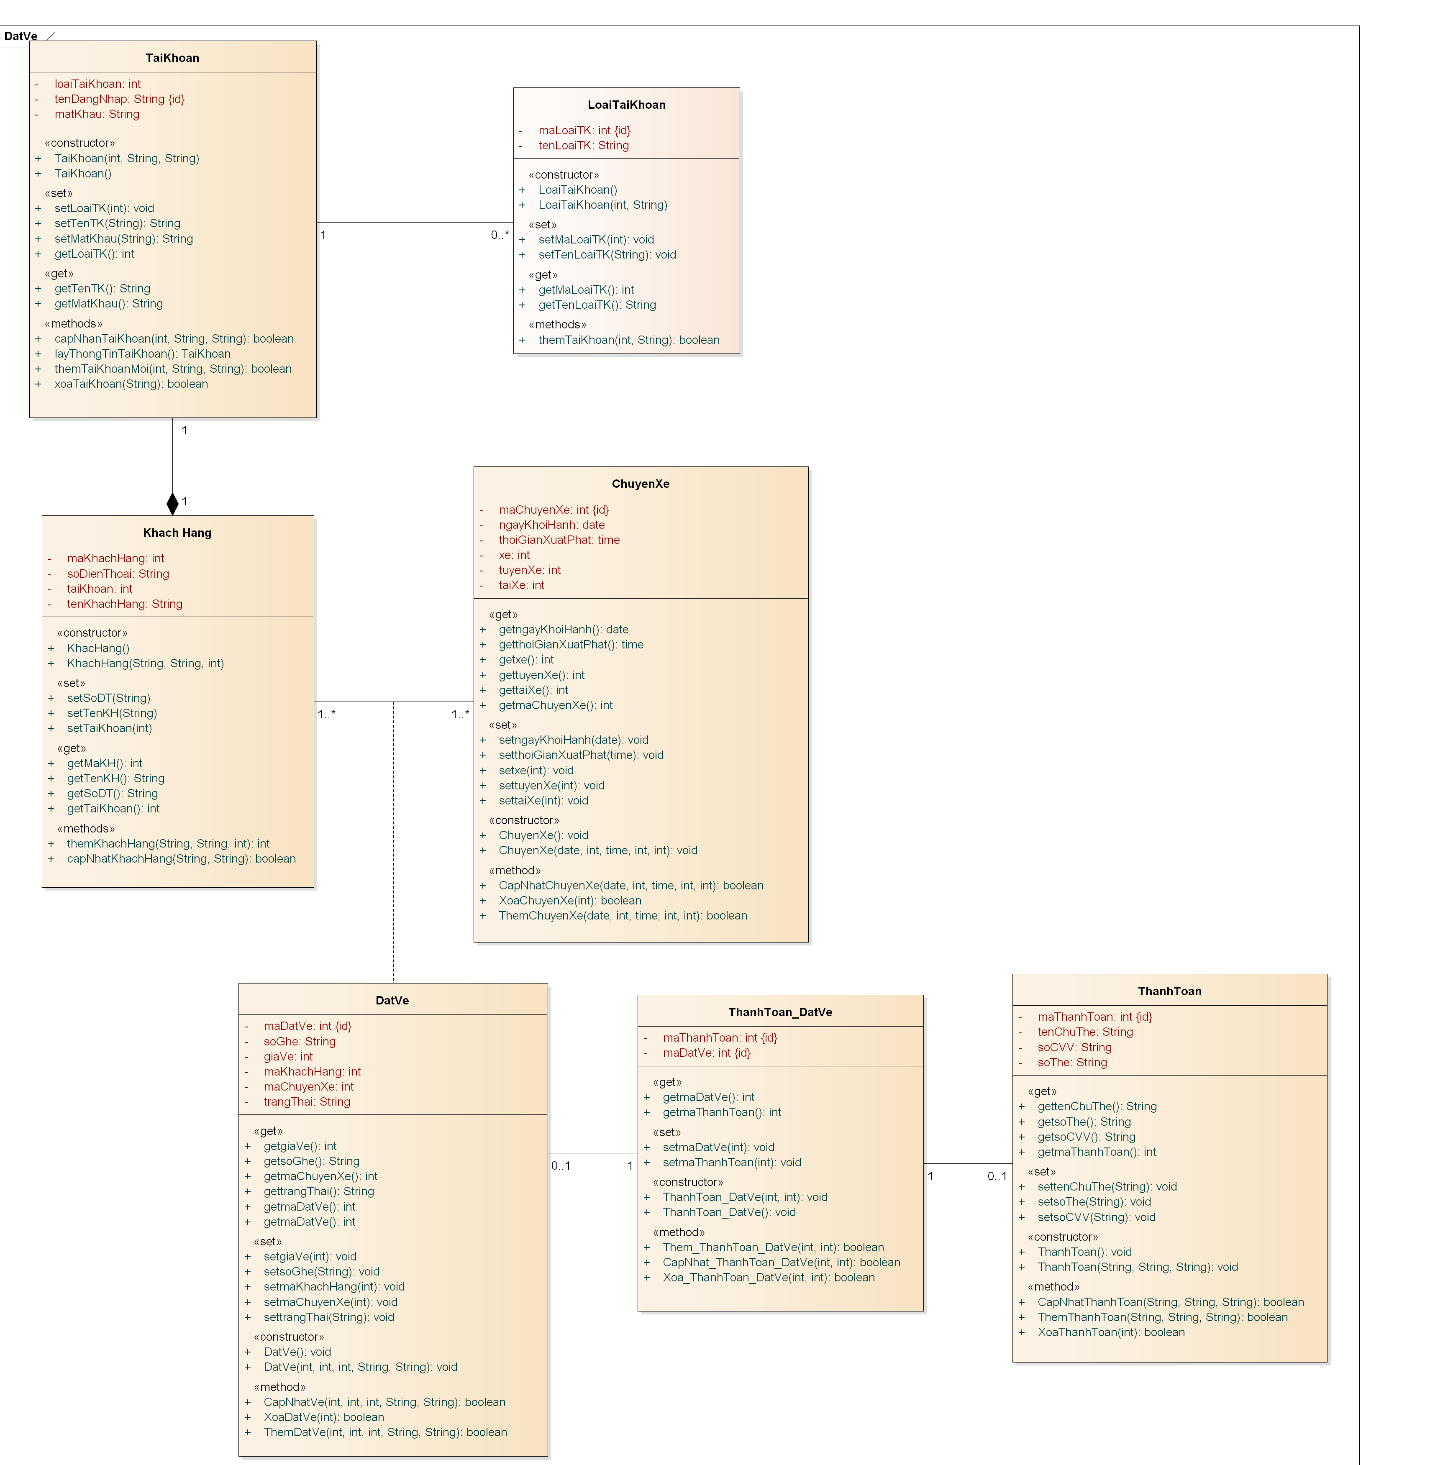 DatVe
TaiKhoan
- loaiTaiKhoan: int
- tenDangNhap: String {id}
- matKhau: String
«constructor»
+ TaiKhoan(int, String, String)
+ TaiKhoan()
«set»
+ setLoaiTK(int): void
+ setTenTK(String): String
+ setMatKhau(String): String
+ getLoaiTK(): int
«get»
+ getTenTK(): String
+ getMatKhau(): String
«methods»
+ capNhanTaiKhoan(int, String, String): boolean
+ layThongTinTaiKhoan(): TaiKhoan
+ themTaiKhoanMoi(int, String, String): boolean
+ xoaTaiKhoan(String): boolean
1
0..*
LoaiTaiKhoan
- maLoaiTK: int {id}
- tenLoaiTK: String
«constructor»
+ LoaiTaiKhoan()
+ LoaiTaiKhoan(int, String)
«set»
+ setMaLoaiTK(int): void
+ setTenLoaiTK(String): void
«get»
+ getMaLoaiTK(): int
+ getTenLoaiTK(): String
«methods»
+ themTaiKhoan(int, String): boolean
1
1
Khach Hang
- maKhachHang: int
- soDienThoai: String
- taiKhoan: int
- tenKhachHang: String
«constructor»
+ KhacHang()
+ KhachHang(String, String, int)
«set»
+ setSoDT(String)
+ setTenKH(String)
+ setTaiKhoan(int)
«get»
+ getMaKH(): int
+ getTenKH(): String
+ getSoDT(): String
+ getTaiKhoan(): int
«methods»
+ themKhachHang(String, String, int): int
+ capNhatKhachHang(String, String): boolean
1..*
1..*
ChuyenXe
- maChuyenXe: int {id}
- ngayKhoiHanh: date
- thoiGianXuatPhat: time
- xe: int
- tuyenXe: int
- taiXe: int
«get»
+ getngayKhoiHanh(): date
+ getthoiGianXuatPhat(): time
+ getxe(): int
+ gettuyenXe(): int
+ gettaiXe(): int
+ getmaChuyenXe(): int
«set»
+ setngayKhoiHanh(date): void
+ setthoiGianXuatPhat(time): void
+ setxe(int): void
+ settuyenXe(int): void
+ settaiXe(int): void
«constructor»
+ ChuyenXe(): void
+ ChuyenXe(date, int, time, int, int): void
«method»
+ CapNhatChuyenXe(date, int, time, int, int): boolean
+ XoaChuyenXe(int): boolean
+ ThemChuyenXe(date, int, time, int, int): boolean
DatVe
- maDatVe: int {id}
- soGhe: String
- giaVe: int
- maKhachHang: int
- maChuyenXe: int
- trangThai: String
«get»
+ getgiaVe(): int
+ getsoGhe(): String
+ getmaChuyenXe(): int
+ gettrangThai(): String
+ getmaDatVe(): int
+ getmaDatVe(): int
«set»
+ setgiaVe(int): void
+ setsoGhe(String): void
+ setmaKhachHang(int): void
+ setmaChuyenXe(int): void
+ settrangThai(String): void
«constructor»
+ DatVe(): void
+ DatVe(int, int, int, String, String): void
«method»
+ CapNhatVe(int, int, int, String, String): boolean
+ XoaDatVe(int): boolean
+ ThemDatVe(int, int, int, String, String): boolean
0..1
1
ThanhToan_DatVe
- maThanhToan: int {id}
- maDatVe: int {id}
«get»
+ getmaDatVe(): int
+ getmaThanhToan(): int
«set»
+ setmaDatVe(int): void
+ setmaThanhToan(int): void
«constructor»
+ ThanhToan_DatVe(int, int): void
+ ThanhToan_DatVe(): void
«method»
+ Them_ThanhToan_DatVe(int, int): boolean
+ CapNhat_ThanhToan_DatVe(int, int): boolean
+ Xoa_ThanhToan_DatVe(int, int): boolean
1
0..1
ThanhToan
- maThanhToan: int {id}
- tenChuThe: String
- soCVV: String
- soThe: String
«get»
+ gettenChuThe(): String
+ getsoThe(): String
+ getsoCVV(): String
+ getmaThanhToan(): int
«set»
+ settenChuThe(String): void
+ setsoThe(String): void
+ setsoCVV(String): void
«constructor»
+ ThanhToan(): void
+ ThanhToan(String, String, String): void
«method»
+ CapNhatThanhToan(String, String, String): boolean
+ ThemThanhToan(String, String, String): boolean
+ XoaThanhToan(int): boolean